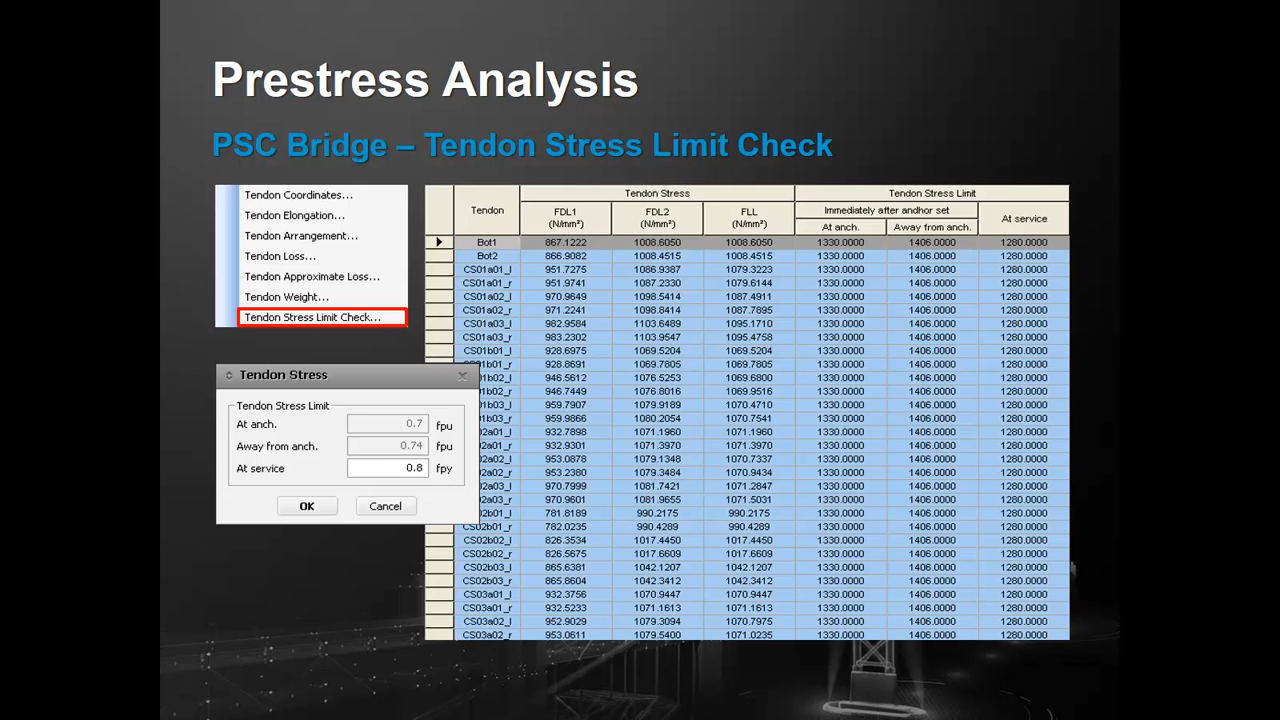 Prestress Analysis
PSC Bridge – Tendon Stress Limit Check
Tendon Coordinates...
Tendon Elongation...
Tendon Arrangement...
Tendon Loss...
Tendon Approximate Loss...
Tendon Weight...
Tendon Stress Limit Check...
Tendon Stress
Tendon Stress Limit
At anch. 0.7 fpu
Away from anch. 0.74 fpu
At service 0.8 fpy
OK Cancel
Tendon Tendon Stress Tendon Stress Limit
FDL1 (N/mm²) FDL2 (N/mm²) FLL (N/mm²) Immediately after andhor set At service
At anch. Away from anch.
Bot1 867.1222 1008.6050 1008.6050 1330.0000 1406.0000 1280.0000
Bot2 866.9082 1008.4515 1008.4515 1330.0000 1406.0000 1280.0000
CS01a01_l 951.7275 1086.9387 1079.3223 1330.0000 1406.0000 1280.0000
CS01a01_r 951.9741 1087.2330 1079.6144 1330.0000 1406.0000 1280.0000
CS01a02_l 970.9649 1098.5414 1087.4911 1330.0000 1406.0000 1280.0000
CS01a02_r 971.2241 1098.8414 1087.7895 1330.0000 1406.0000 1280.0000
CS01a03_l 982.9584 1103.6489 1095.1710 1330.0000 1406.0000 1280.0000
CS01a03_r 983.2302 1103.9547 1095.4758 1330.0000 1406.0000 1280.0000
CS01b01_l 928.6975 1069.5204 1069.5204 1330.0000 1406.0000 1280.0000
01b01_r 928.8691 1069.7805 1069.7805 1330.0000 1406.0000 1280.0000
01b02_l 946.5612 1076.5253 1069.6800 1330.0000 1406.0000 1280.0000
01b02_r 946.7449 1076.8016 1069.9516 1330.0000 1406.0000 1280.0000
01b03_l 959.7907 1079.9189 1070.4710 1330.0000 1406.0000 1280.0000
01b03_r 959.9866 1080.2054 1070.7541 1330.0000 1406.0000 1280.0000
02a01_l 932.7898 1071.1960 1071.1960 1330.0000 1406.0000 1280.0000
02a01_r 932.9301 1071.3970 1071.3970 1330.0000 1406.0000 1280.0000
02a02_l 953.0878 1079.1348 1070.7337 1330.0000 1406.0000 1280.0000
02a02_r 953.2380 1079.3484 1070.9434 1330.0000 1406.0000 1280.0000
02a03_l 970.7999 1081.7421 1071.2847 1330.0000 1406.0000 1280.0000
02a03_r 970.9601 1081.9655 1071.5031 1330.0000 1406.0000 1280.0000
02b01_l 781.8189 990.2175 990.2175 1330.0000 1406.0000 1280.0000
CS02b01_r 782.0235 990.4289 990.4289 1330.0000 1406.0000 1280.0000
CS02b02_l 826.3534 1017.4450 1017.4450 1330.0000 1406.0000 1280.0000
CS02b02_r 826.5675 1017.6609 1017.6609 1330.0000 1406.0000 1280.0000
CS02b03_l 865.6381 1042.1207 1042.1207 1330.0000 1406.0000 1280.0000
CS02b03_r 865.8604 1042.3412 1042.3412 1330.0000 1406.0000 1280.0000
CS03a01_l 932.3756 1070.9447 1070.9447 1330.0000 1406.0000 1280.0000
CS03a01_r 932.5233 1071.1613 1071.1613 1330.0000 1406.0000 1280.0000
CS03a02_l 952.9029 1079.3094 1070.7975 1330.0000 1406.0000 1280.0000
CS03a02_r 953.0611 1079.5400 1071.0235 1330.0000 1406.0000 1280.0000